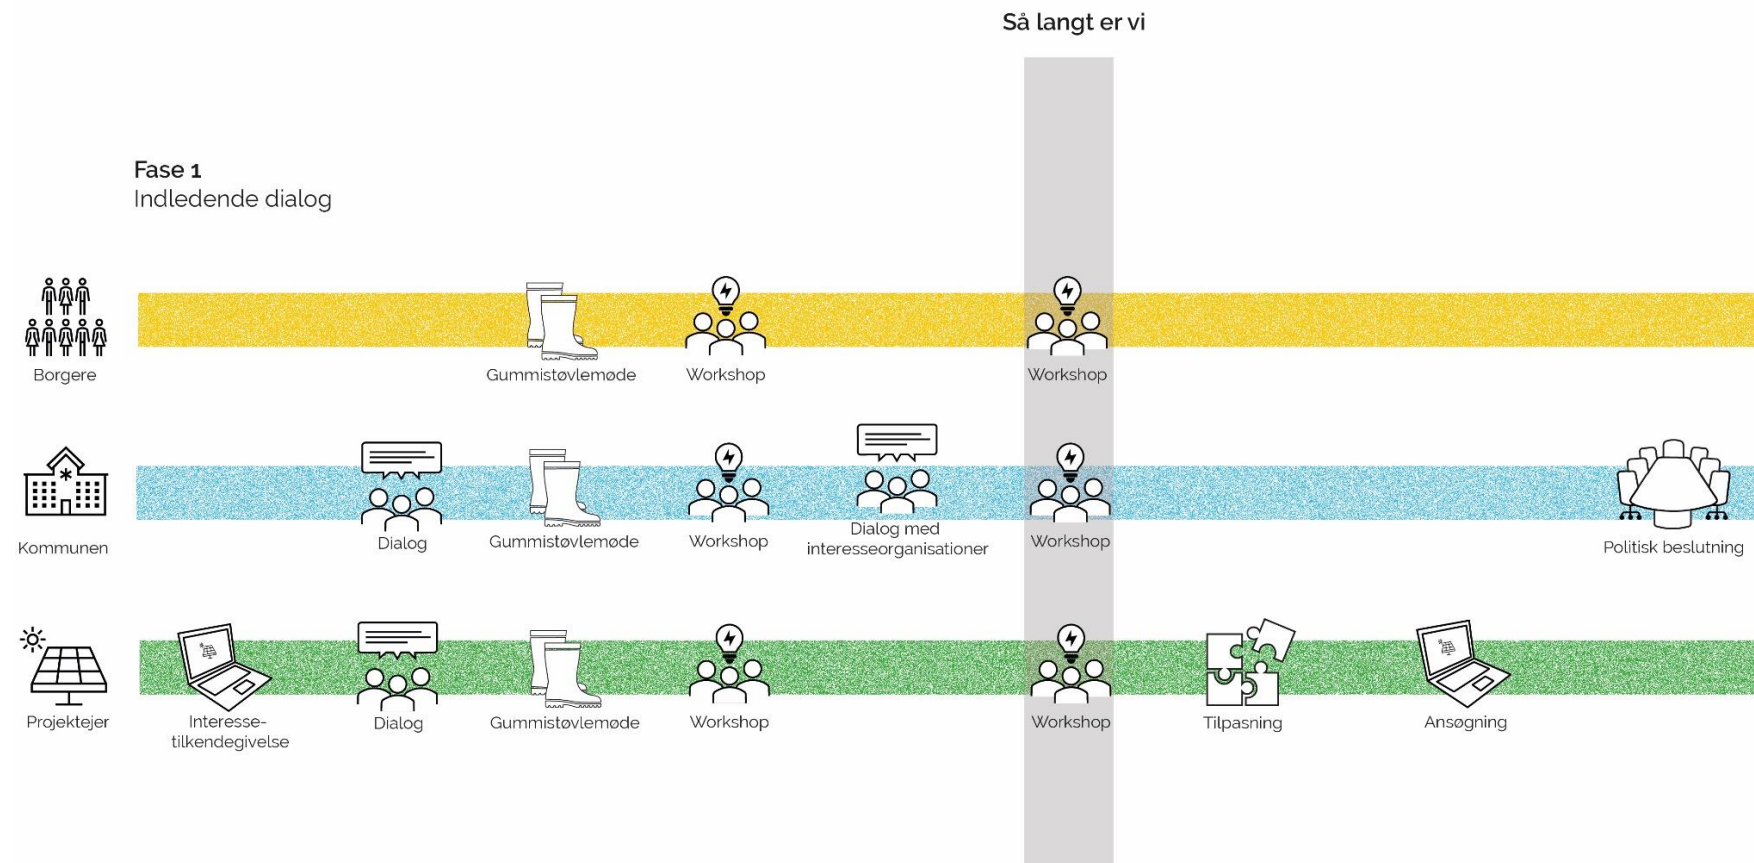 Så langt er vi
Fase 1
Indledende dialog
Borgere
Gummistøvlemøde
Workshop
Workshop
Kommunen
Dialog
Gummistøvlemøde
Workshop
Dialog med
interesseorganisationer
Workshop
Politisk beslutning
Projektejer
Interesse-
tilkendegivelse
Dialog
Gummistøvlemøde
Workshop
Workshop
Tilpasning
Ansøgning